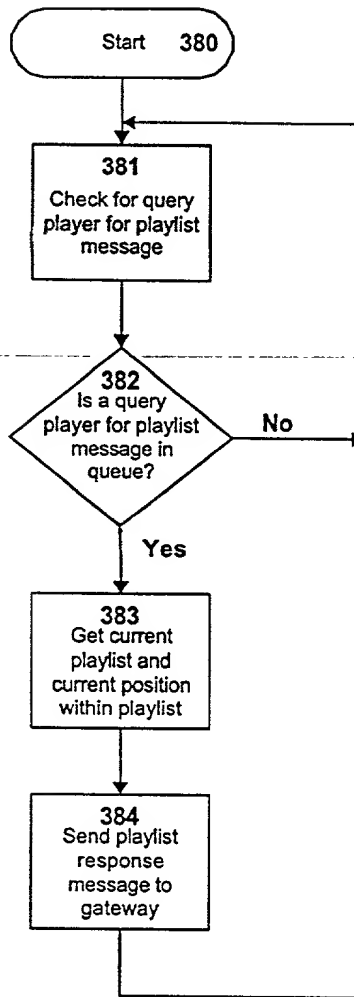 Start 380
381
Check for query
player for playlist
message
382
Is a query
player for playlist
message in
queue?
No
Yes
383
Get current
playlist and
current position
within playlist
384
Send playlist
response
message to
gateway